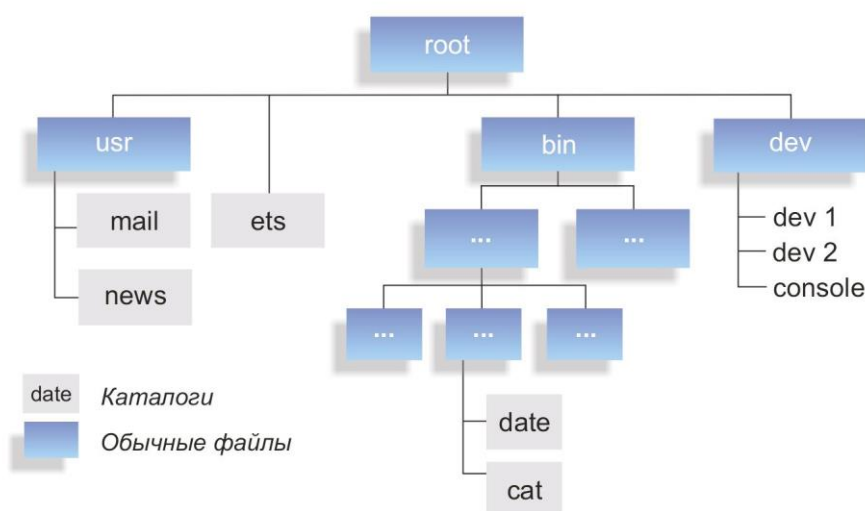 root
usr
bin
dev
mail
ets
...
...
dev 1
dev 2
news
console
...
...
...
date
Каталоги
Обычные файлы
date
cat